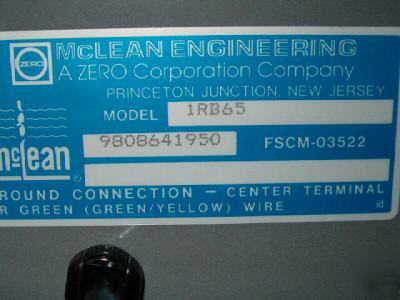 ZERO
McLEAN ENGINEERING
A ZERO Corporation Company
PRINCETON JUNCTION, NEW JERSEY
MODEL 1RB65
9808641950 FSCM-03522
mclean ®
ROUND CONNECTION – CENTER TERMINAL
R GREEN (GREEN/YELLOW) WIRE
id